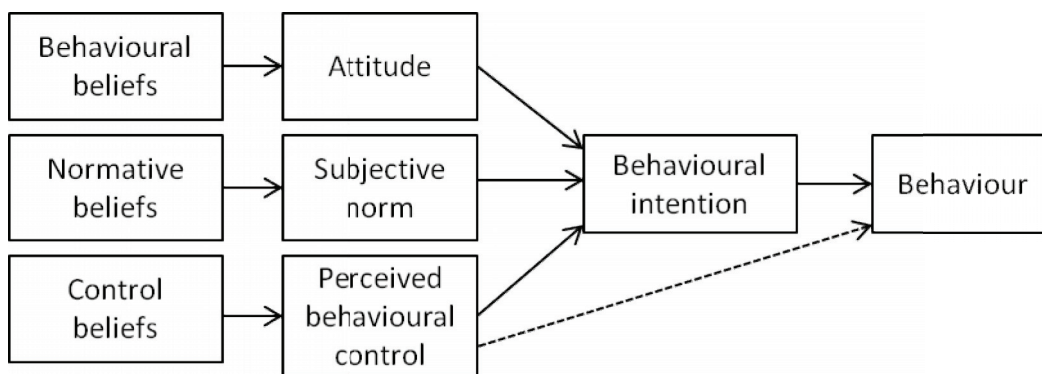 Behavioural
beliefs
Attitude
Normative
beliefs
Subjective
norm
Behavioural
intention
Behaviour
Control
beliefs
Perceived
behavioural
control